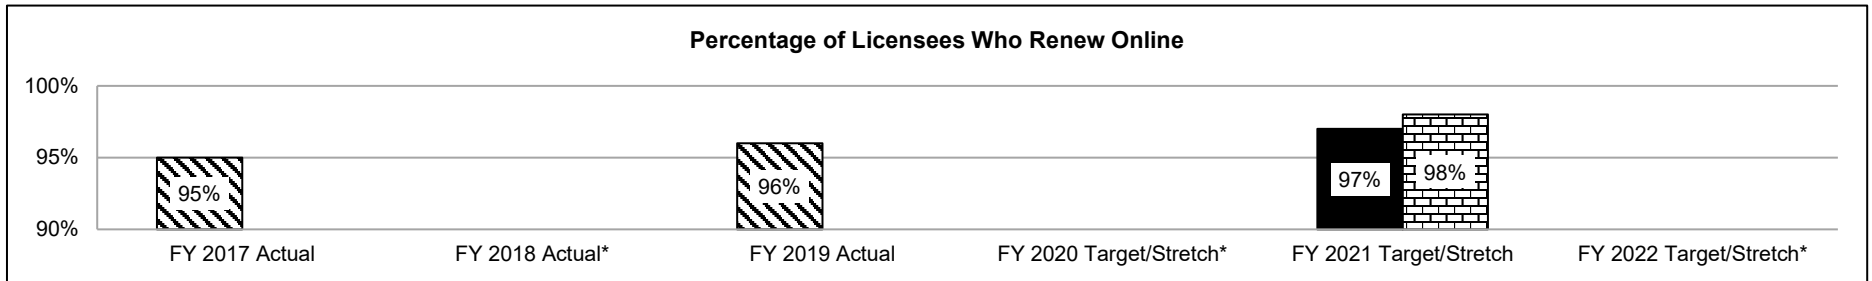 Percentage of Licensees Who Renew Online
100%
95%
90%
95%
96%
97%
98%
FY 2017 Actual
FY 2018 Actual*
FY 2019 Actual
FY 2020 Target/Stretch*
FY 2021 Target/Stretch
FY 2022 Target/Stretch*